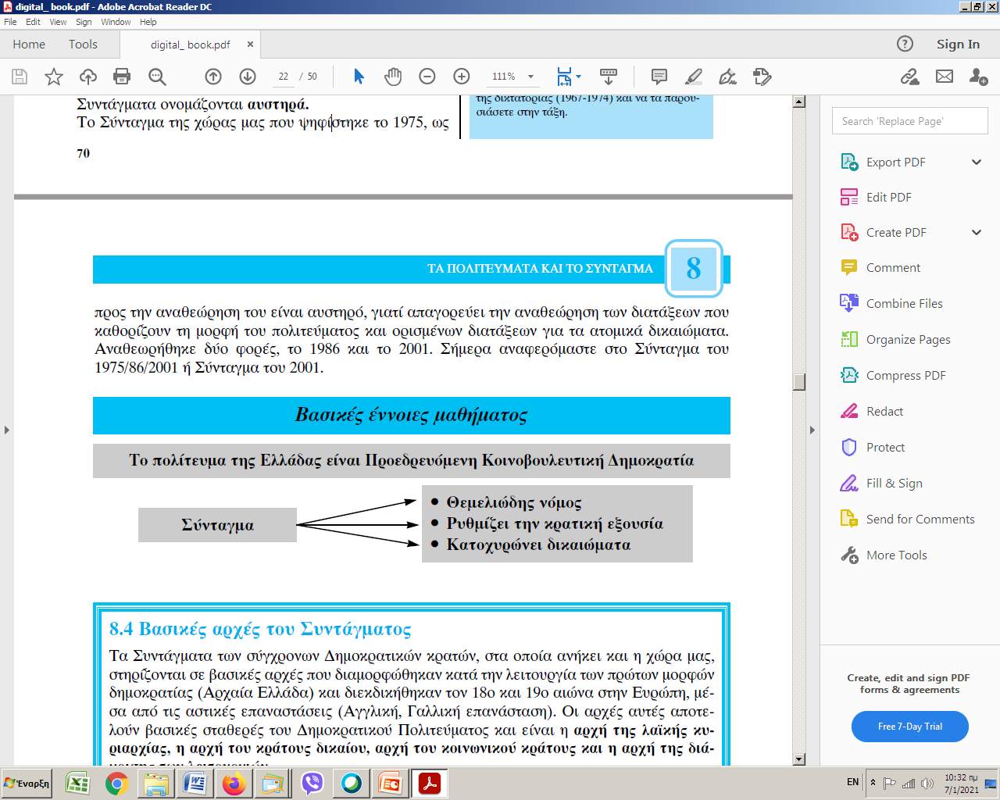 digital_ book.pdf - Adobe Acrobat Reader DC
File Edit View Sign Window Help
Home Tools digital_ book.pdf × Sign In
22 / 50 111%
Συντάγματα ονομάζονται αυστηρά.
Το Σύνταγμα της χώρας μας που ψηφίστηκε το 1975, ως
70
της δικτατορίας (1967-1974) και να τα παρου-
σιάσετε στην τάξη.
ΤΑ ΠΟΛΙΤΕΥΜΑΤΑ ΚΑΙ ΤΟ ΣΥΝΤΑΓΜΑ 8
προς την αναθεώρηση του είναι αυστηρό, γιατί απαγορεύει την αναθεώρηση των διατάξεων που
καθορίζουν τη μορφή του πολιτεύματος και ορισμένων διατάξεων για τα ατομικά δικαιώματα.
Αναθεωρήθηκε δύο φορές, το 1986 και το 2001. Σήμερα αναφερόμαστε στο Σύνταγμα του
1975/86/2001 ή Σύνταγμα του 2001.
Βασικές έννοιες μαθήματος
Το πολίτευμα της Ελλάδας είναι Προεδρευόμενη Κοινοβουλευτική Δημοκρατία
Σύνταγμα
• Θεμελιώδης νόμος
• Ρυθμίζει την κρατική εξουσία
• Κατοχυρώνει δικαιώματα
8.4 Βασικές αρχές του Συντάγματος
Τα Συντάγματα των σύγχρονων Δημοκρατικών κρατών, στα οποία ανήκει και η χώρα μας,
στηρίζονται σε βασικές αρχές που διαμορφώθηκαν κατά την λειτουργία των πρώτων μορφών
δημοκρατίας (Αρχαία Ελλάδα) και διεκδικήθηκαν τον 18ο και 19ο αιώνα στην Ευρώπη, μέ-
σα από τις αστικές επαναστάσεις (Αγγλική, Γαλλική επανάσταση). Οι αρχές αυτές αποτε-
λούν βασικές σταθερές του Δημοκρατικού Πολιτεύματος και είναι η αρχή της λαϊκής κυ-
ριαρχίας, η αρχή του κράτους δικαίου, αρχή του κοινωνικού κράτους και η αρχή της διά-
Search 'Replace Page'
Export PDF
Edit PDF
Create PDF
Comment
Combine Files
Organize Pages
Compress PDF
Redact
Protect
Fill & Sign
Send for Comments
More Tools
Create, edit and sign PDF
forms & agreements
Free 7-Day Trial
Έναρξη
EN
10:32 πμ
7/1/2021